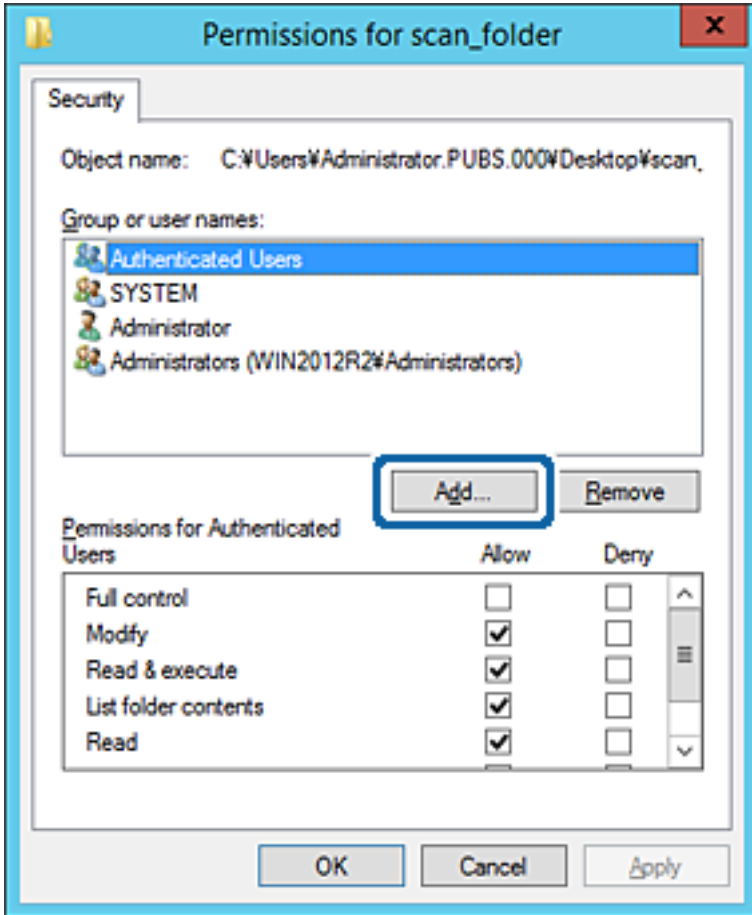 Permissions for scan_folder
x
Security
Object name: C:¥Users¥Administrator.PUBS.000¥Desktop¥scan_
Group or user names:
Authenticated Users
SYSTEM
Administrator
Administrators (WIN2012R2¥Administrators)
Add... Remove
Permissions for Authenticated
Users Allow Deny
Full control
Modify
Read & execute
List folder contents
Read
OK Cancel Apply